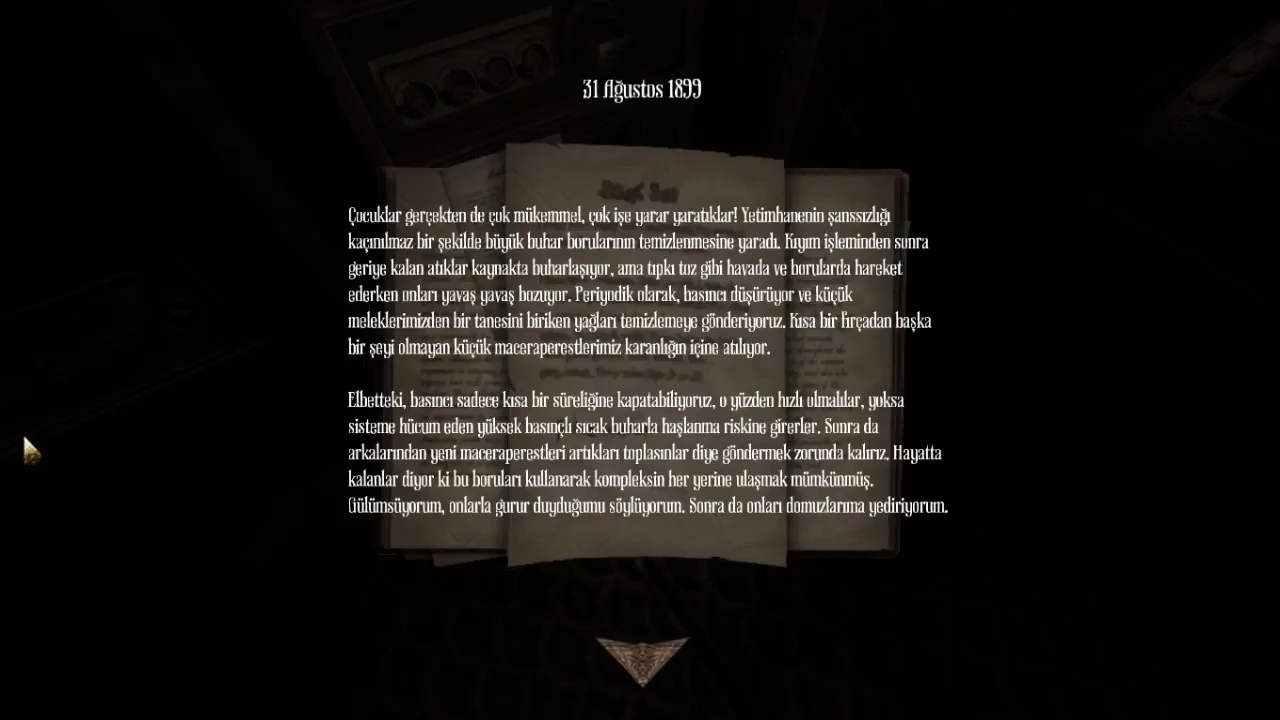 31 Ağustos 1899
Çocuklar gerçekten de çok mükemmel, çok işe yarar yaratıklar! Yetimhanenin şanssızlığı
kaçınılmaz bir şekilde büyük buhar borularının temizlenmesine yaradı. Kıyım işleminden sonra
geriye kalan atıklar kaynakta buharlaşıyor, ama tıpkı toz gibi havada ve borularda hareket
ederken onları yavaş yavaş bozuyor. Periyodik olarak, basıncı düşürüyor ve küçük
meleklerimizden bir tanesini biriken yağları temizlemeye gönderiyoruz. Kısa bir fırçadan başka
bir şeyi olmayan küçük maceraperestlerimiz karanlığın içine atılıyor.
Elbetteki, basıncı sadece kısa bir süreliğine kapatabiliyoruz, o yüzden hızlı olmalılar, yoksa
sisteme hücum eden yüksek basınçlı sıcak buharla haşlanma riskine girerler. Sonra da
arkalarından yeni maceraperestleri artıkları toplasınlar diye göndermek zorunda kalırız. Hayatta
kalanlar diyor ki bu boruları kullanarak kompleksin her yerine ulaşmak mümkünmüş.
Gülümsüyorum, onlarla gurur duyduğumu söylüyorum. Sonra da onları domuzlarıma yediriyorum.